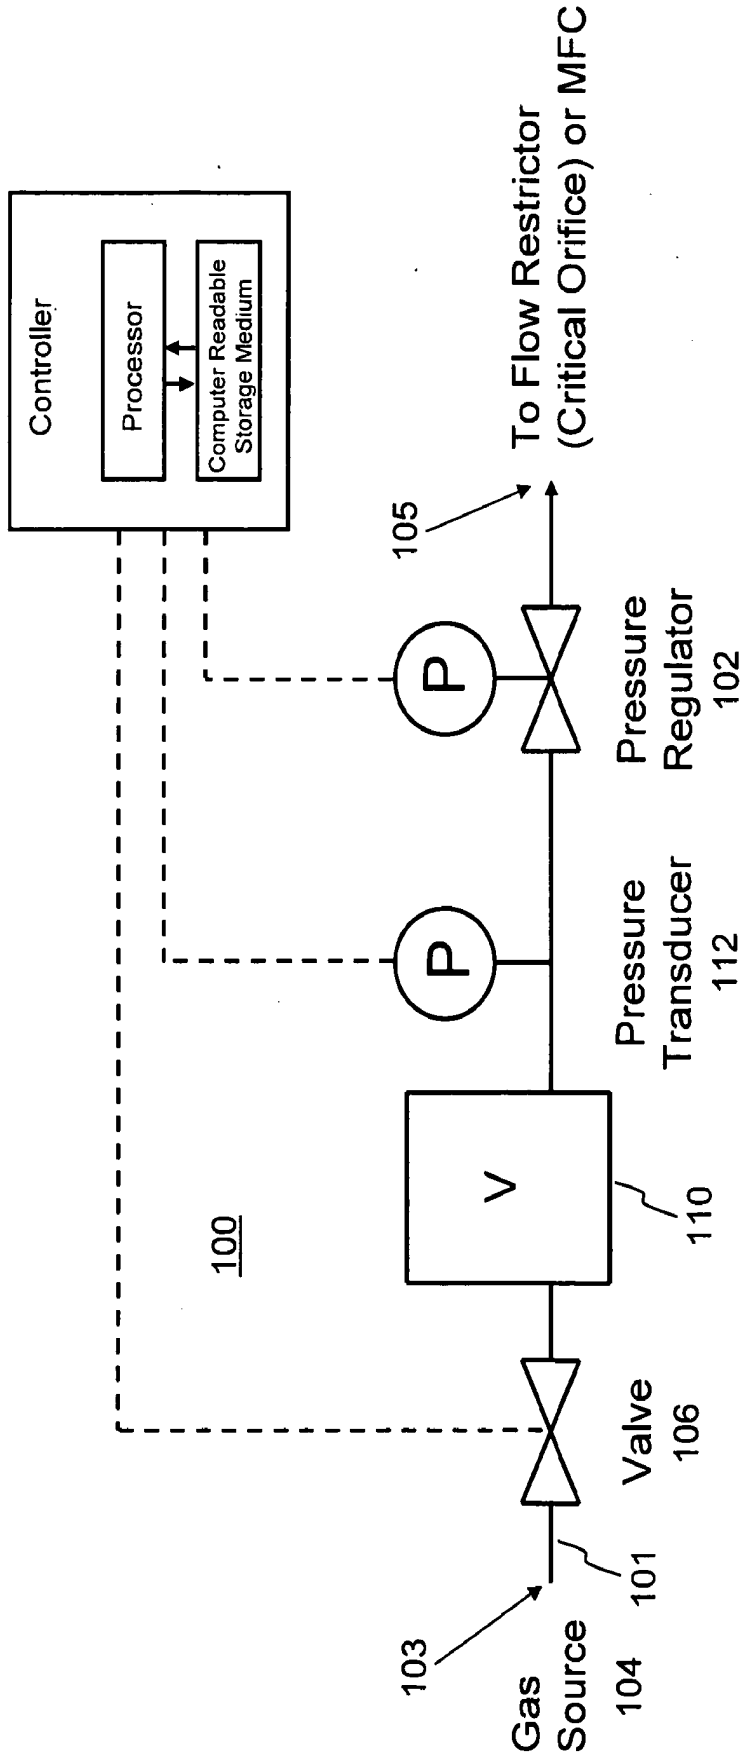 Controller
Processor
Computer Readable
Storage Medium
100
P
P
105
To Flow Restrictor
(Critical Orifice) or MFC
V
103
Gas
Source
104
101
Valve
106
110
Pressure
Transducer
112
Pressure
Regulator
102